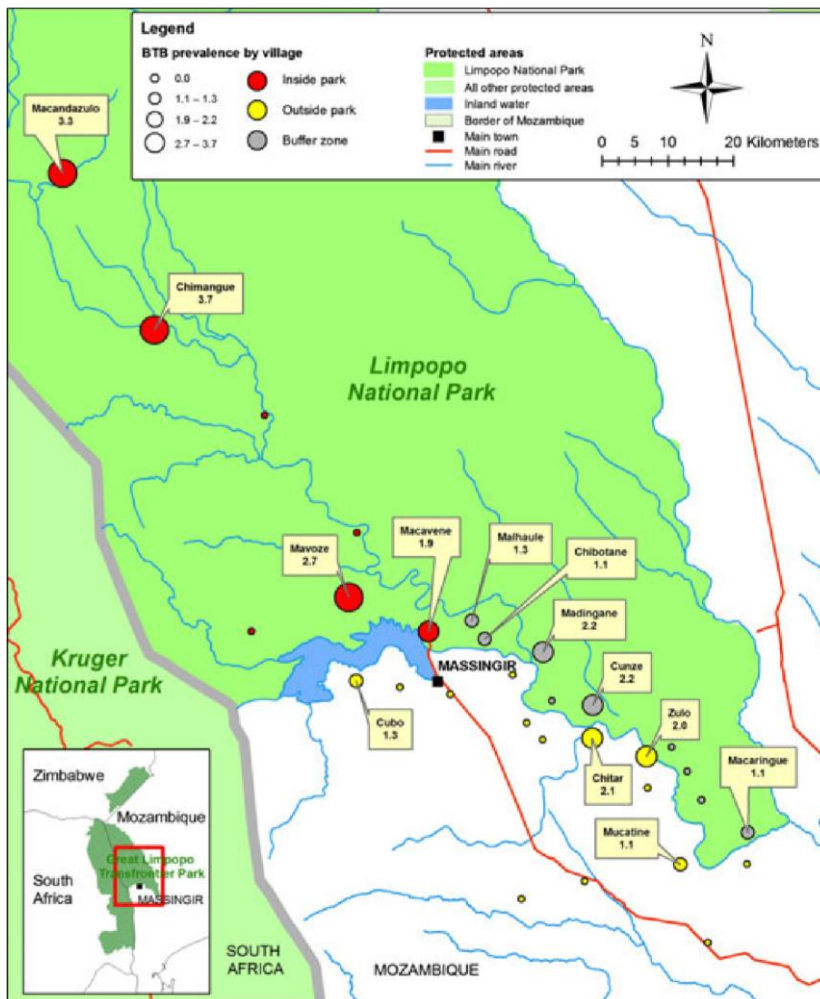 Legend
BTB prevalence by village
0.0
1.1 – 1.3
1.9 – 2.2
2.7 – 3.7
Inside park
Outside park
Buffer zone
Protected areas
Limpopo National Park
All other protected areas
Inland water
Border of Mozambique
Main town
Main road
Main river
N
0 5 10 20 Kilometers
Macandazulo
3.3
Chimangue
3.7
Limpopo
National Park
Mavoze
2.7
Macavene
1.9
Malhaule
1.3
Chibotane
1.1
Madingane
2.2
Kruger
National Park
MASSINGIR
Cunze
2.2
Cubo
1.3
Zulo
2.0
Chitar
2.1
Macaringue
1.1
Mucatine
1.1
Zimbabwe
Mozambique
Great Limpopo
Transfrontier Park
South
Africa
MASSINGIR
SOUTH
AFRICA
MOZAMBIQUE